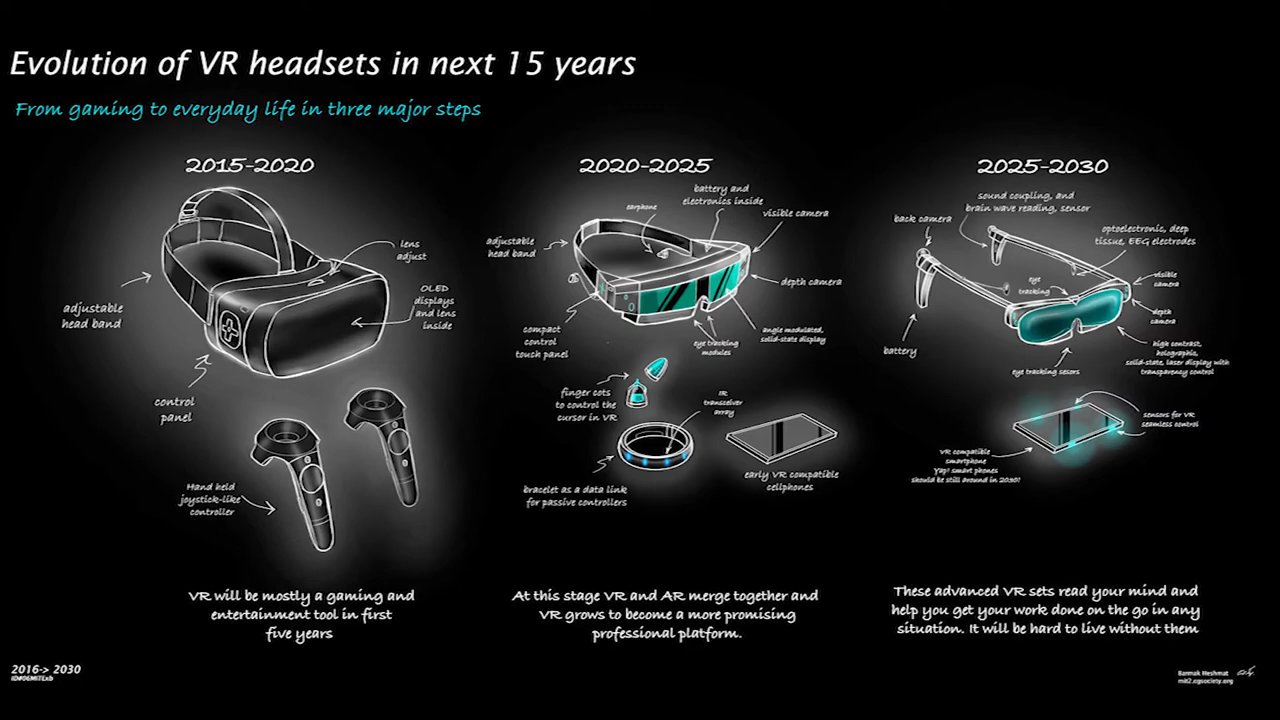 Evolution of VR headsets in next 15 years
From gaming to everyday life in three major steps
2015-2020
lens
adjust
OLED
displays
and lens
inside
adjustable
head band
control
panel
Hand held
joystick-like
controller
VR will be mostly a gaming and
entertainment tool in first
five years
2020-2025
battery and
electronics inside
earphone
visible camera
adjustable
head band
depth camera
compact
control
touch panel
eye tracking
modules
angle modulated,
solid-state display
finger cots
to control the
cursor in VR
IR
transceiver
array
bracelet as a data link
for passive controllers
early VR compatible
cellphones
At this stage VR and AR merge together and
VR grows to become a more promising
professional platform.
2025-2030
sound coupling, and
brain wave reading, sensor
back camera
optoelectronic, deep
tissue, EEG electrodes
eye
tracking
visible
camera
depth
camera
battery
high contrast,
holographic,
solid-state, laser display with
transparency control
eye tracking sesors
sensors for VR
seamless control
VR compatible
smartphone
Yap! smart phones
should be still around in 2030!
These advanced VR sets read your mind and
help you get your work done on the go in any
situation. It will be hard to live without them
2016-> 2030
ID#06MITExb
Barmak Heshmat
mit2.cgsociety.org